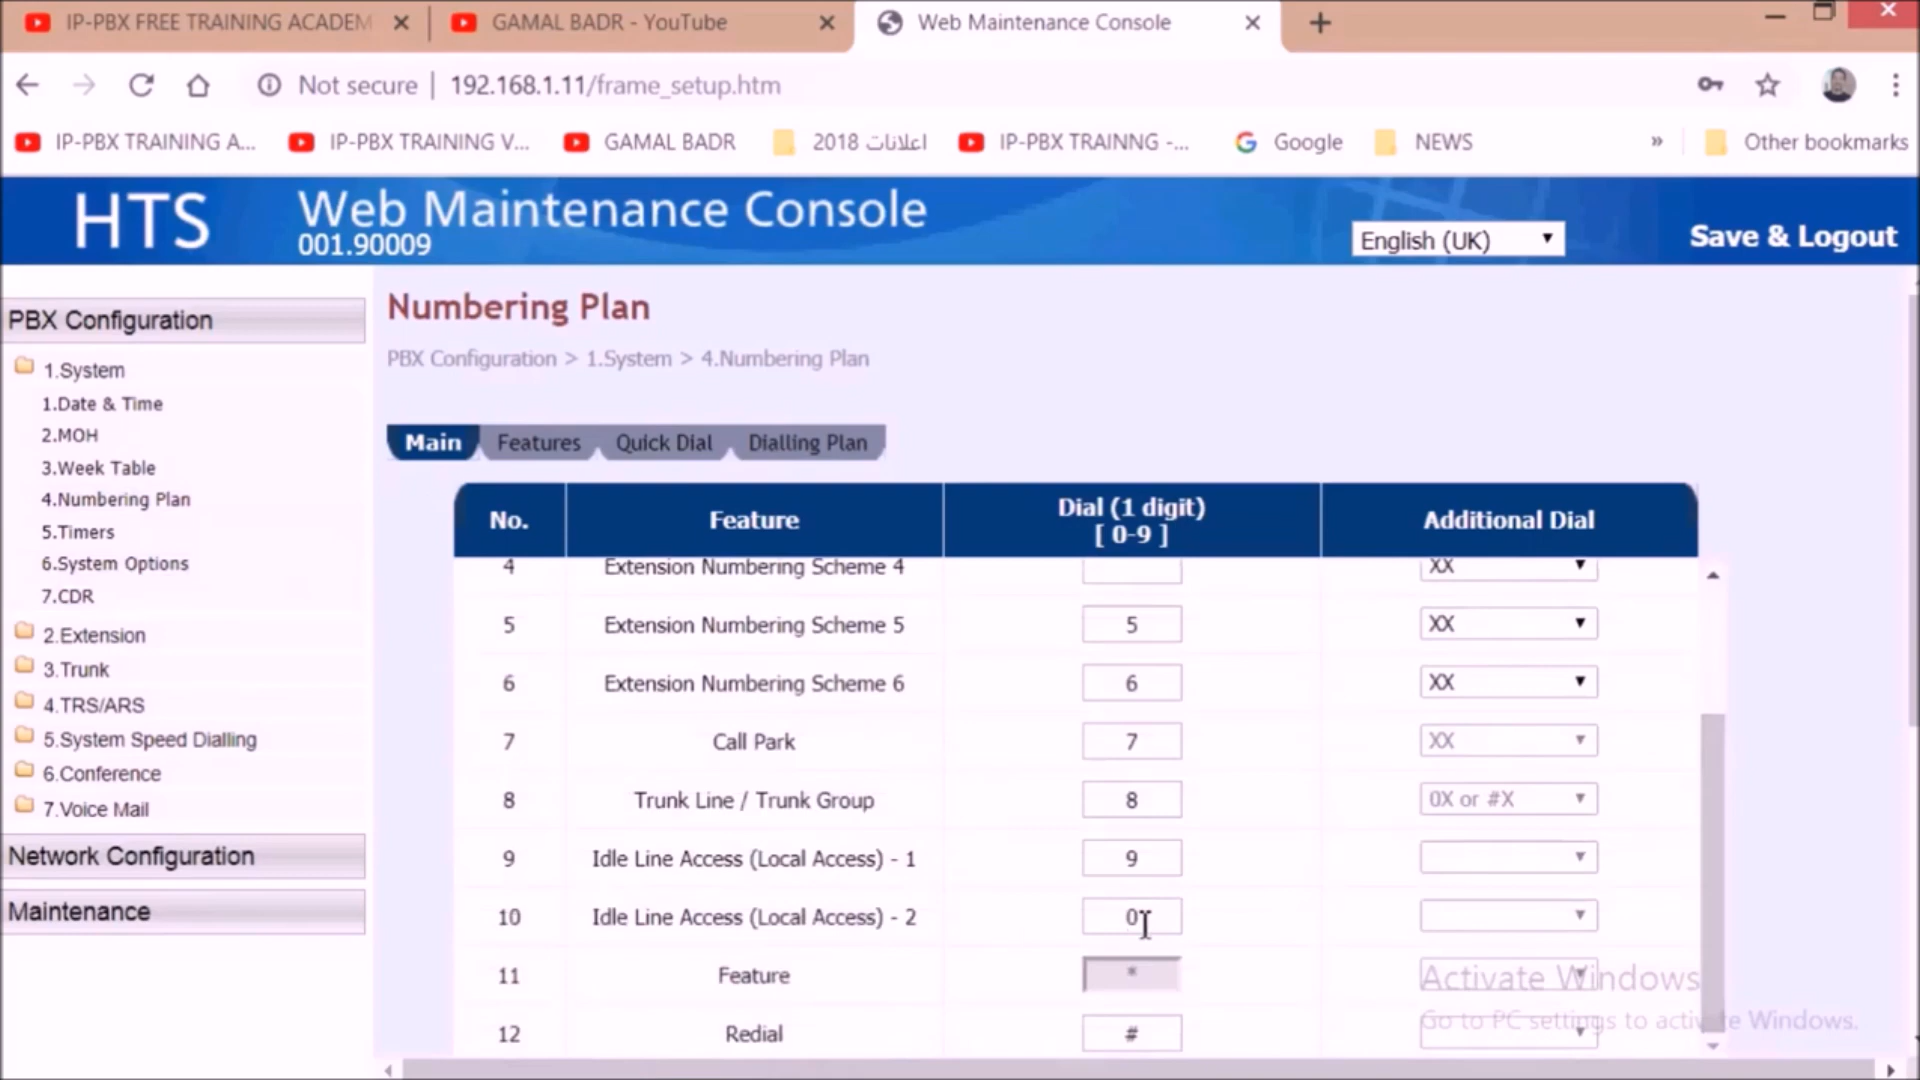 IP-PBX FREE TRAINING ACADEM
GAMAL BADR - YouTube
Web Maintenance Console
Not secure
192.168.1.11/frame_setup.htm
IP-PBX TRAINING A...
IP-PBX TRAINING V...
GAMAL BADR
اعلانات 2018
IP-PBX TRAINNG -...
Google
NEWS
»
Other bookmarks
HTS
Web Maintenance Console
001.90009
English (UK)
Save & Logout
PBX Configuration
1.System
1.Date & Time
2.MOH
3.Week Table
4.Numbering Plan
5.Timers
6.System Options
7.CDR
2.Extension
3.Trunk
4.TRS/ARS
5.System Speed Dialling
6.Conference
7.Voice Mail
Network Configuration
Maintenance
Numbering Plan
PBX Configuration > 1.System > 4.Numbering Plan
Main Features Quick Dial Dialling Plan
No. Feature Dial (1 digit) [ 0-9 ] Additional Dial
4 Extension Numbering Scheme 4 XX
5 Extension Numbering Scheme 5 5 XX
6 Extension Numbering Scheme 6 6 XX
7 Call Park 7 XX
8 Trunk Line / Trunk Group 8 0X or #X
9 Idle Line Access (Local Access) - 1 9
10 Idle Line Access (Local Access) - 2 0
11 Feature *
12 Redial #
Activate Windows
Go to PC settings to activate Windows.